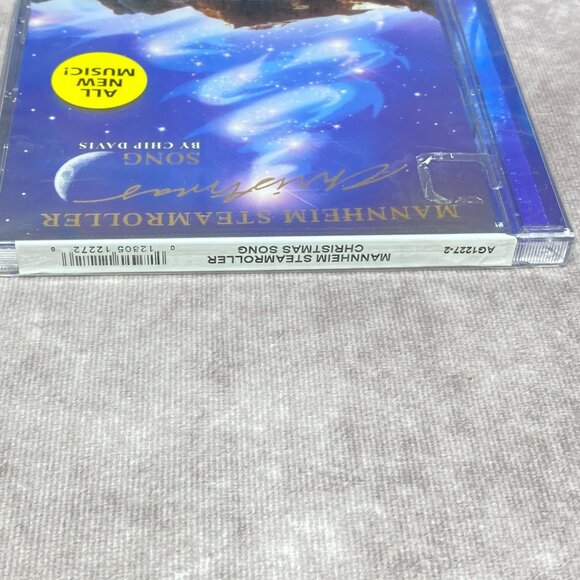 MANNHEIM STEAMROLLER
Christmas
SONG
BY CHIP DAVIS
ALL
NEW
MUSIC!
AG1227-2
MANNHEIM STEAMROLLER
CHRISTMAS SONG
0 12805 12272 6